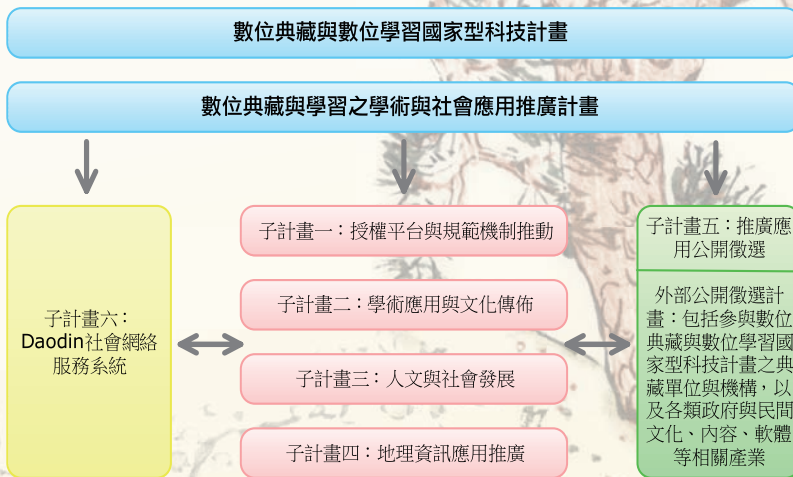 數位典藏與數位學習國家型科技計畫
數位典藏與學習之學術與社會應用推廣計畫
子計畫六：
Daodin社會網絡
服務系統
子計畫一：授權平台與規範機制推動
子計畫二：學術應用與文化傳佈
子計畫三：人文與社會發展
子計畫四：地理資訊應用推廣
子計畫五：推廣應
用公開徵選
外部公開徵選計
畫：包括參與數位
典藏與數位學習國
家型科技計畫之典
藏單位與機構，以
及各類政府與民間
文化、內容、軟體
等相關產業